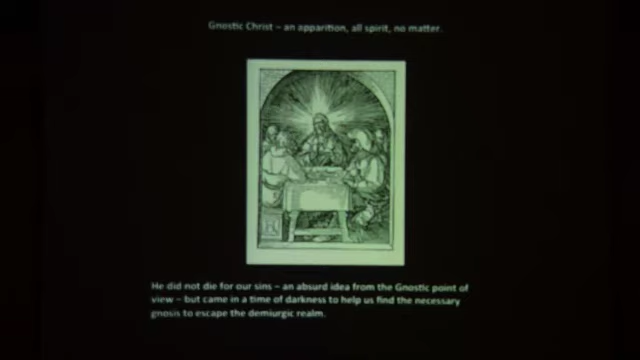 Gnostic Christ – an apparition, all spirit, no matter.
He did not die for our sins – an absurd idea from the Gnostic point of
view – but came in a time of darkness to help us find the necessary
gnosis to escape the demiurgic realm.